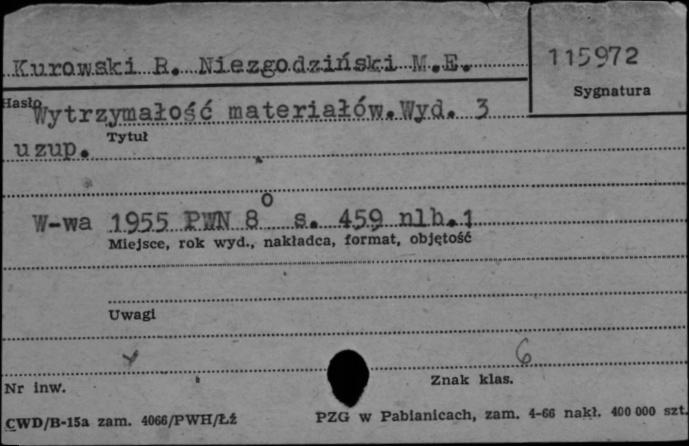 Kurowski R. Niezgodziński M.E.
115972
Sygnatura
Hasło
Wytrzymałość materiałów.Wyd. 3
Tytuł
uzup.
W-wa 1955 PWN 8° s. 459 nlb.1
Miejsce, rok wyd., nakładca, format, objętość
Uwagi
6
Nr inw.
Znak klas.
CWD/B-15a zam. 4066/PWH/Łź
PZG w Pabianicach, zam. 4-66 nakł. 400 000 szt.